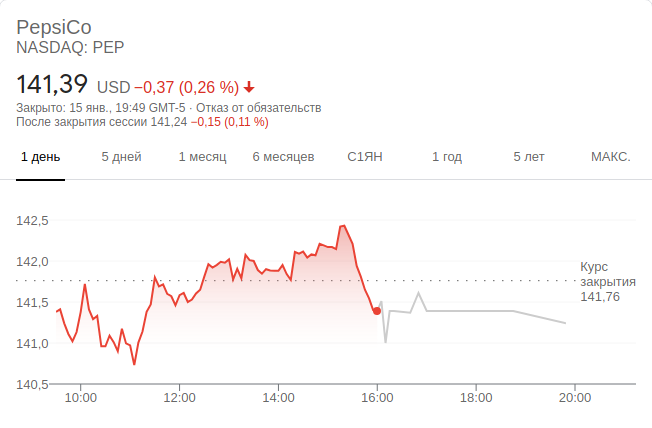 PepsiCo
NASDAQ: PEP
141,39 USD −0,37 (0,26 %)
Закрыто: 15 янв., 19:49 GMT-5 · Отказ от обязательств
После закрытия сессии 141,24 −0,15 (0,11 %)
1 день 5 дней 1 месяц 6 месяцев С1ЯН 1 год 5 лет МАКС.
142,5
142,0
Курс
закрытия
141,76
141,5
141,0
140,5
10:00 12:00 14:00 16:00 18:00 20:00